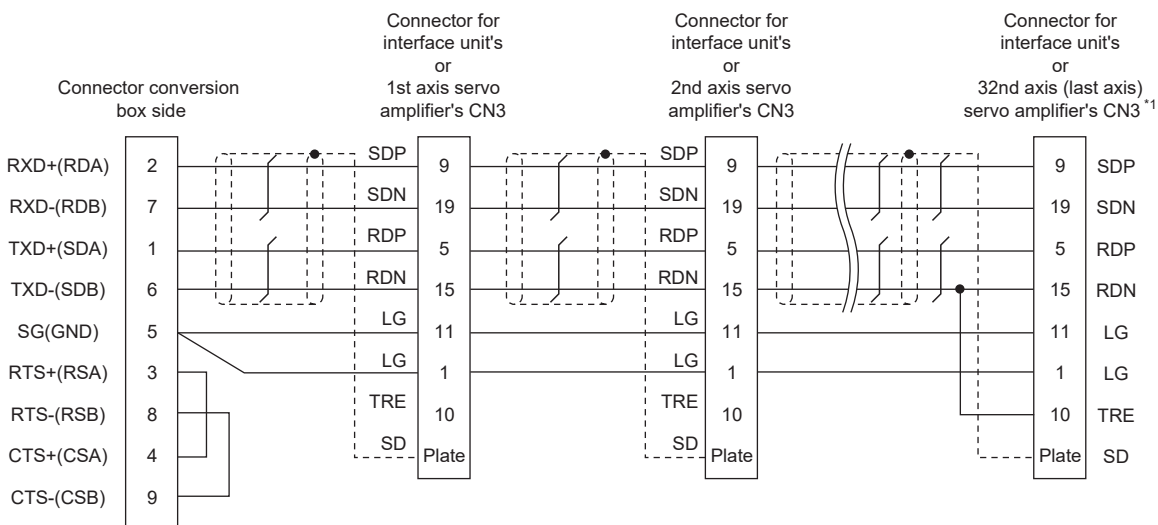 Connector for
interface unit's
or
1st axis servo
amplifier's CN3
Connector for
interface unit's
or
2nd axis servo
amplifier's CN3
Connector for
interface unit's
or
32nd axis (last axis)
servo amplifier's CN3 *1
Connector conversion
box side
RXD+(RDA) 2 SDP 9 SDP 9 9 SDP
RXD-(RDB) 7 SDN 19 SDN 19 19 SDN
TXD+(SDA) 1 RDP 5 RDP 5 5 RDP
TXD-(SDB) 6 RDN 15 RDN 15 15 RDN
SG(GND) 5 LG 11 LG 11 11 LG
RTS+(RSA) 3 LG 1 LG 1 1 LG
RTS-(RSB) 8 TRE 10 TRE 10 10 TRE
CTS+(CSA) 4 SD Plate SD Plate Plate SD
CTS-(CSB) 9